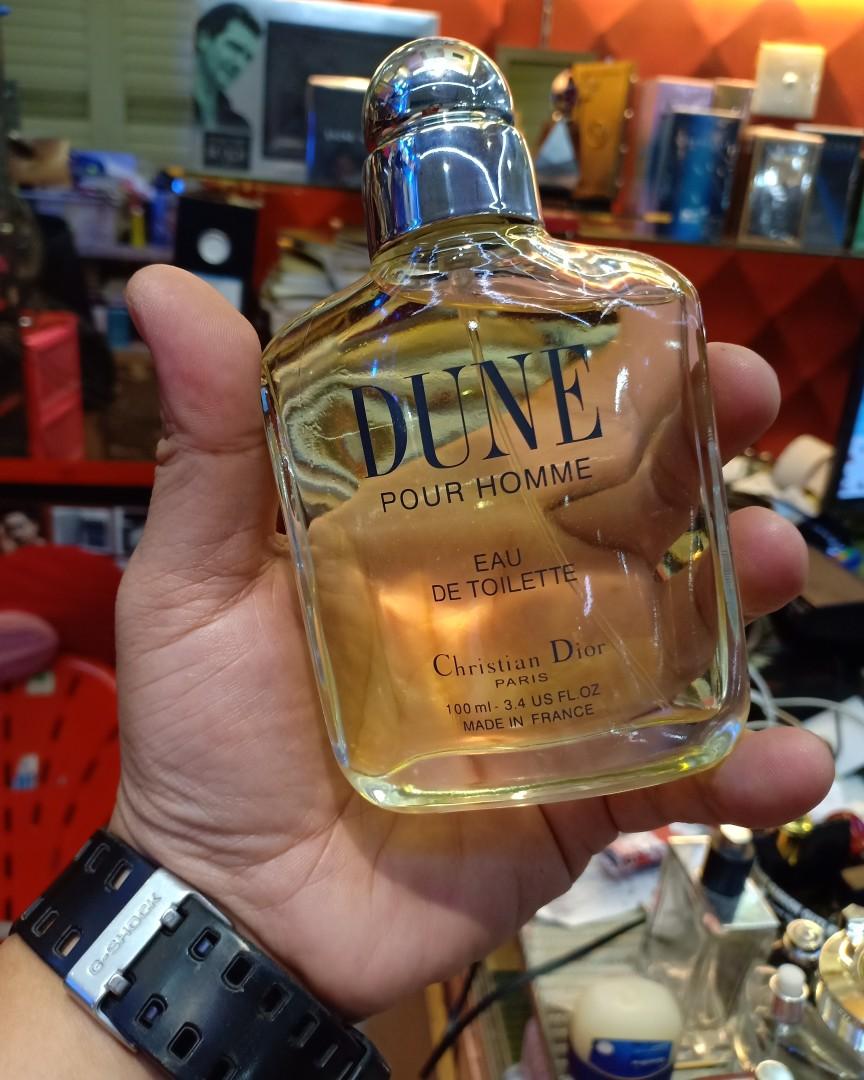 DUNE
POUR HOMME
EAU
DE TOILETTE
Christian Dior
PARIS
100 ml - 3.4 US FL.OZ
MADE IN FRANCE
G-SHOCK